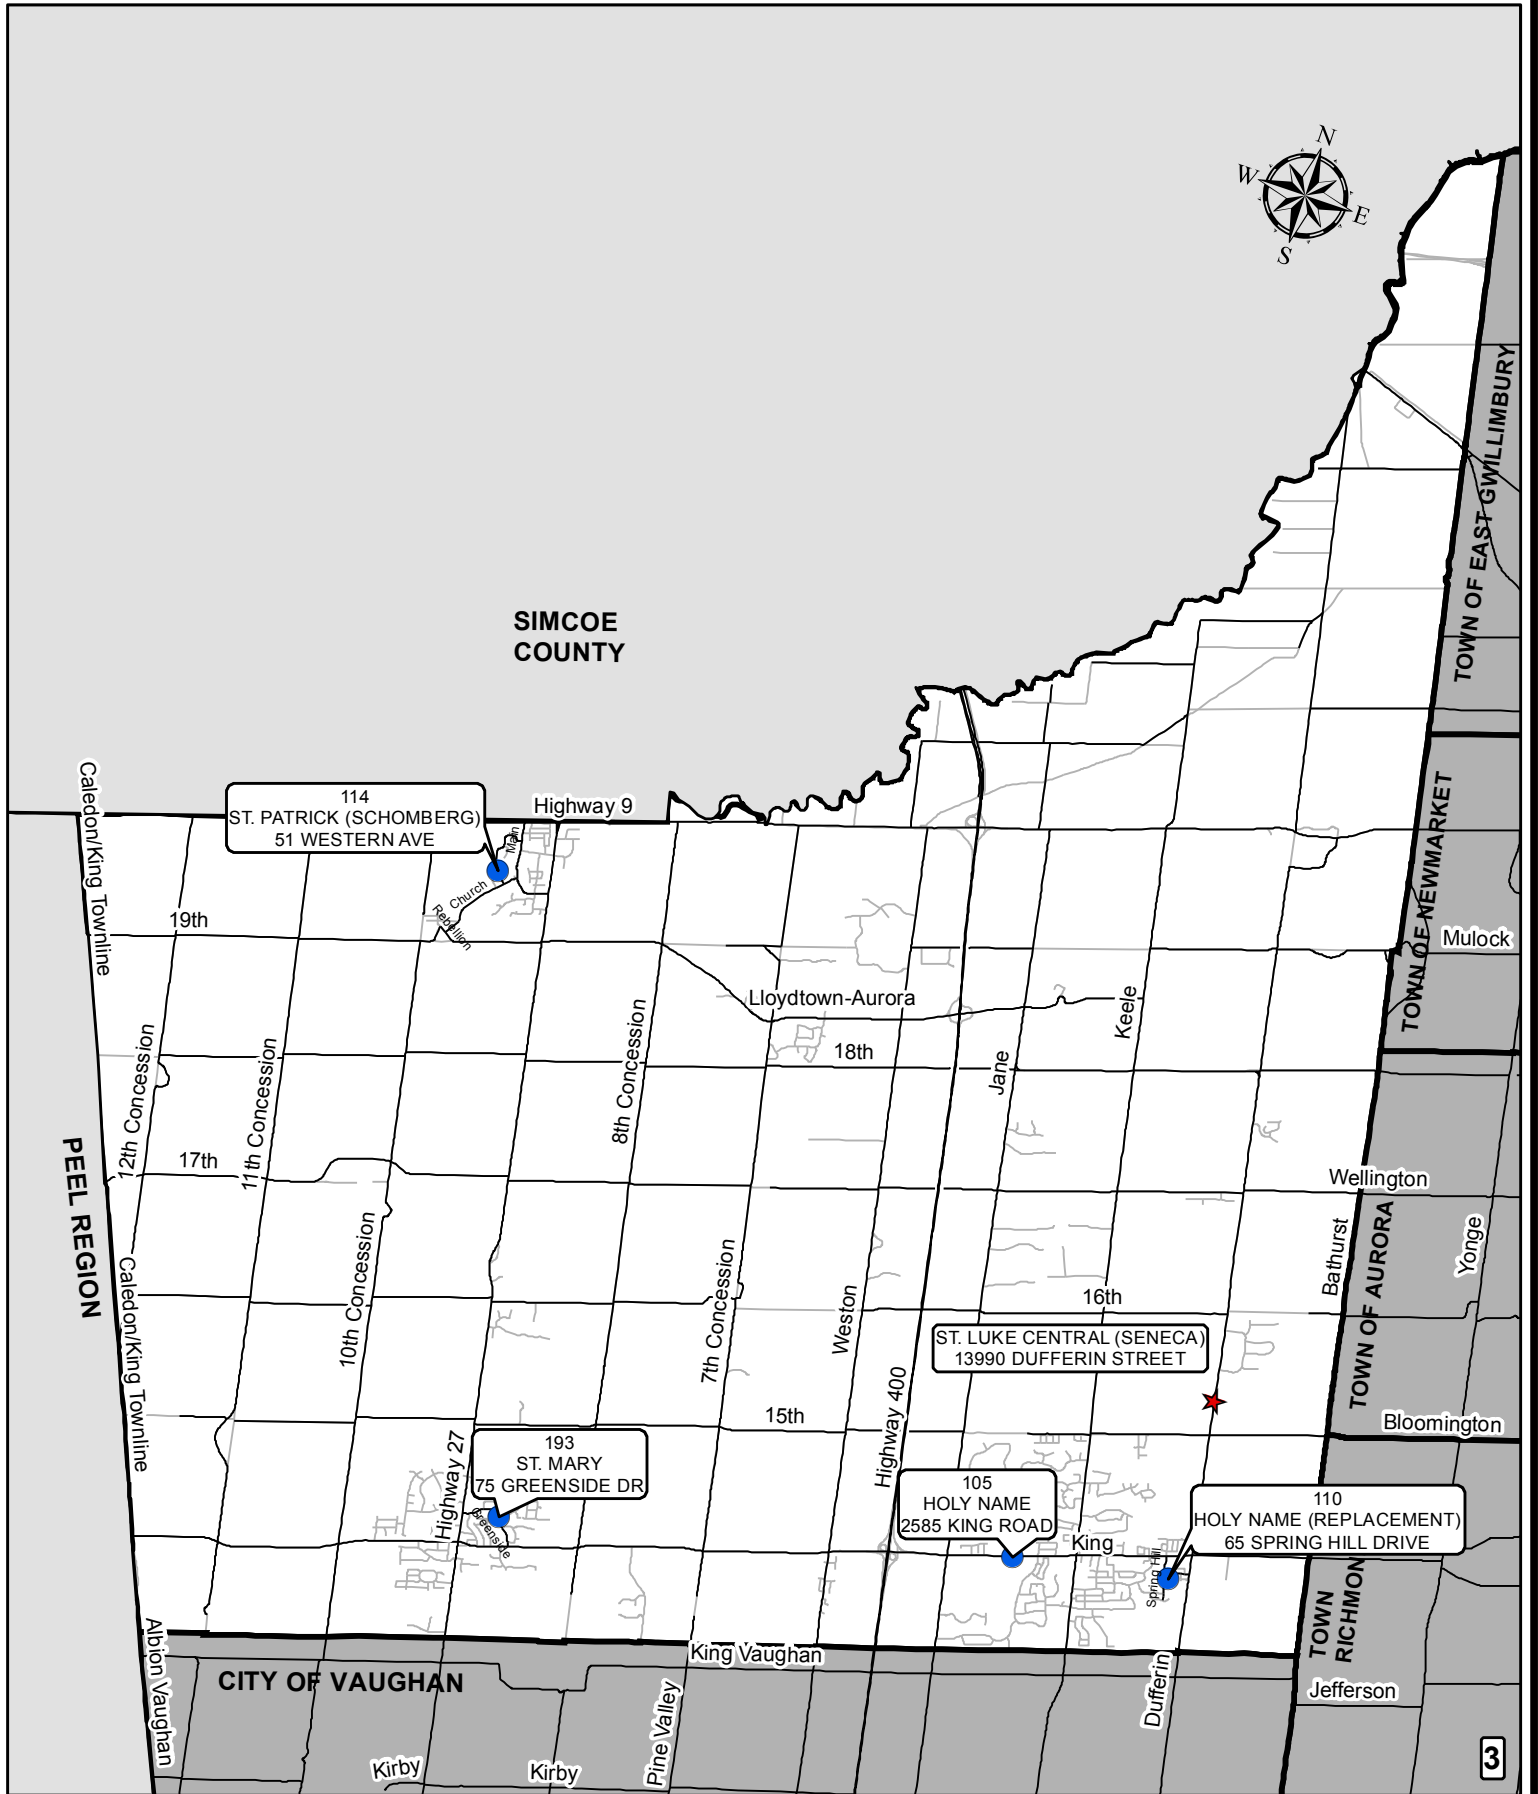 N
W
E
S
TOWN OF EAST GWILLIMBURY
SIMCOE
COUNTY
Caledon/King Townline
114
ST. PATRICK (SCHOMBERG)
51 WESTERN AVE
Highway 9
Main
Church
Rebellion
19th
TOWN OF NEWMARKET
Mulock
Lloydtown-Aurora
Keele
12th Concession
11th Concession
8th Concession
18th
Jane
PEEL REGION
17th
Wellington
10th Concession
7th Concession
Weston
Bathurst
TOWN OF AURORA
Yonge
Caledon/King Townline
16th
ST. LUKE CENTRAL (SENECA)
13990 DUFFERIN STREET
Highway 400
15th
Bloomington
Highway 27
193
ST. MARY
75 GREENSIDE DR
Greenside
105
HOLY NAME
2585 KING ROAD
King
110
HOLY NAME (REPLACEMENT)
65 SPRING HILL DRIVE
Spring Hill
TOWN
RICHMON
Albion Vaughan
King Vaughan
CITY OF VAUGHAN
Pine Valley
Dufferin
Jefferson
Kirby
Kirby
3